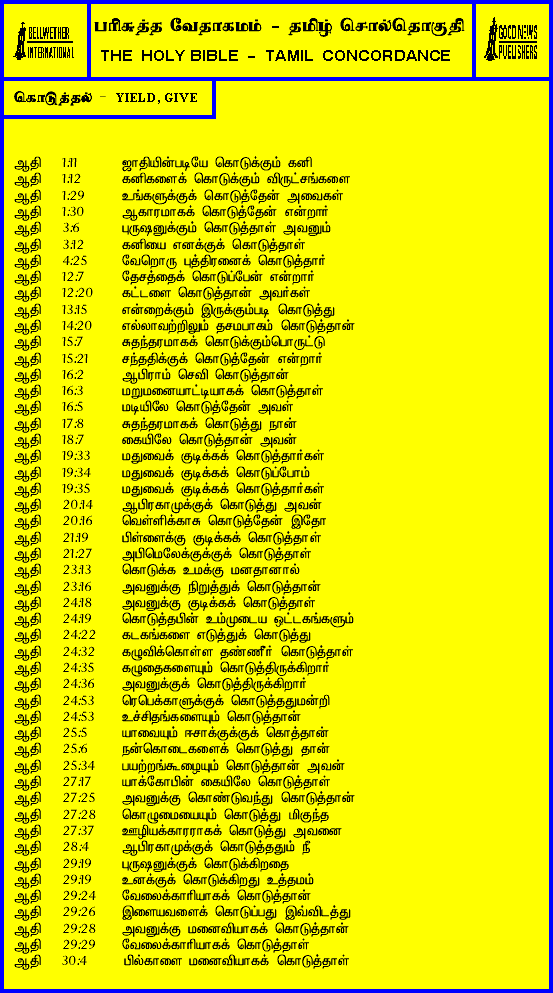 BELLWETHER
INTERNATIONAL
பரிசுத்த வேதாகமம் - தமிழ் சொல்தொகுதி
THE HOLY BIBLE - TAMIL CONCORDANCE
GOOD NEWS
PUBLISHERS
கொடுத்தல் - YIELD, GIVE
ஆதி 1:11 ஜாதியின்படியே கொடுக்கும் கனி
ஆதி 1:12 கனிகளைக் கொடுக்கும் விருட்சங்களை
ஆதி 1:29 உங்களுக்குக் கொடுத்தேன் அவைகள்
ஆதி 1:30 ஆகாரமாகக் கொடுத்தேன் என்றார்
ஆதி 3:6 புருஷனுக்கும் கொடுத்தாள் அவனும்
ஆதி 3:12 கனியை எனக்குக் கொடுத்தாள்
ஆதி 4:25 வேறொரு புத்திரனைக் கொடுத்தார்
ஆதி 12:7 தேசத்தைக் கொடுப்பேன் என்றார்
ஆதி 12:20 கட்டளை கொடுத்தான் அவர்கள்
ஆதி 13:15 என்றைக்கும் இருக்கும்படி கொடுத்து
ஆதி 14:20 எல்லாவற்றிலும் தசமபாகம் கொடுத்தான்
ஆதி 15:7 சுதந்தரமாகக் கொடுக்கும்பொருட்டு
ஆதி 15:21 சந்ததிக்குக் கொடுத்தேன் என்றார்
ஆதி 16:2 ஆபிராம் செவி கொடுத்தான்
ஆதி 16:3 மறுமனையாட்டியாகக் கொடுத்தாள்
ஆதி 16:5 மடியிலே கொடுத்தேன் அவள்
ஆதி 17:8 சுதந்தரமாகக் கொடுத்து நான்
ஆதி 18:7 கையிலே கொடுத்தான் அவன்
ஆதி 19:33 மதுவைக் குடிக்கக் கொடுத்தார்கள்
ஆதி 19:34 மதுவைக் குடிக்கக் கொடுப்போம்
ஆதி 19:35 மதுவைக் குடிக்கக் கொடுத்தார்கள்
ஆதி 20:14 ஆபிரகாமுக்குக் கொடுத்து அவன்
ஆதி 20:16 வெள்ளிக்காசு கொடுத்தேன் இதோ
ஆதி 21:19 பிள்ளைக்கு குடிக்கக் கொடுத்தாள்
ஆதி 21:27 அபிமெலேக்குக்குக் கொடுத்தாள்
ஆதி 23:13 கொடுக்க உமக்கு மனதானால்
ஆதி 23:16 அவனுக்கு நிறுத்துக் கொடுத்தான்
ஆதி 24:18 அவனுக்கு குடிக்கக் கொடுத்தாள்
ஆதி 24:19 கொடுத்தபின் உம்முடைய ஒட்டகங்களும்
ஆதி 24:22 கடகங்களை எடுத்துக் கொடுத்து
ஆதி 24:32 கழுவிக்கொள்ள தண்ணீர் கொடுத்தாள்
ஆதி 24:35 கழுதைகளையும் கொடுத்திருக்கிறார்
ஆதி 24:36 அவனுக்குக் கொடுத்திருக்கிறார்
ஆதி 24:53 ரெபெக்காளுக்குக் கொடுத்ததுமன்றி
ஆதி 24:53 உச்சிதங்களையும் கொடுத்தான்
ஆதி 25:5 யாவையும் ஈசாக்குக்குக் கொத்தான்
ஆதி 25:6 நன்கொடைகளைக் கொடுத்து தான்
ஆதி 25:34 பயற்றங்கூழையும் கொடுத்தான் அவன்
ஆதி 27:17 யாக்கோபின் கையிலே கொடுத்தாள்
ஆதி 27:25 அவனுக்கு கொண்டுவந்து கொடுத்தான்
ஆதி 27:28 கொழுமையையும் கொடுத்து மிகுந்த
ஆதி 27:37 ஊழியக்காரராகக் கொடுத்து அவனை
ஆதி 28:4 ஆபிரகாமுக்குக் கொடுத்ததும் நீ
ஆதி 29:19 புருஷனுக்குக் கொடுக்கிறதை
ஆதி 29:19 உனக்குக் கொடுக்கிறது உத்தமம்
ஆதி 29:24 வேலைக்காரியாகக் கொடுத்தான்
ஆதி 29:26 இளையவளைக் கொடுப்பது இவ்விடத்து
ஆதி 29:28 அவனுக்கு மனைவியாகக் கொடுத்தான்
ஆதி 29:29 வேலைக்காரியாகக் கொடுத்தாள்
ஆதி 30:4 பில்காளை மனைவியாகக் கொடுத்தாள்